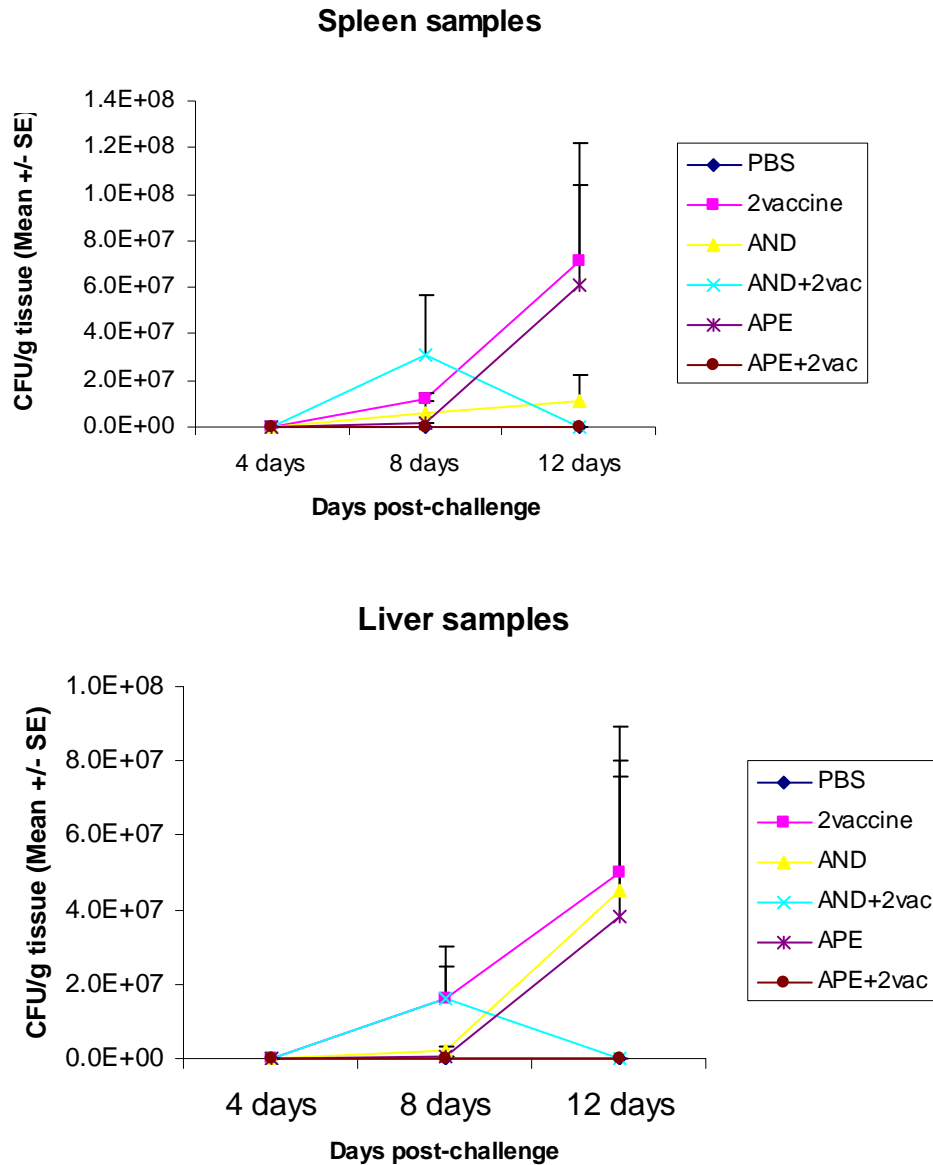 Spleen samples
CFU/g tissue (Mean +/- SE)
1.4E+08
1.2E+08
1.0E+08
8.0E+07
6.0E+07
4.0E+07
2.0E+07
0.0E+00
4 days 8 days 12 days
Days post-challenge
PBS
2vaccine
AND
AND+2vac
APE
APE+2vac
Liver samples
CFU/g tissue (Mean +/- SE)
1.0E+08
8.0E+07
6.0E+07
4.0E+07
2.0E+07
0.0E+00
4 days 8 days 12 days
Days post-challenge
PBS
2vaccine
AND
AND+2vac
APE
APE+2vac